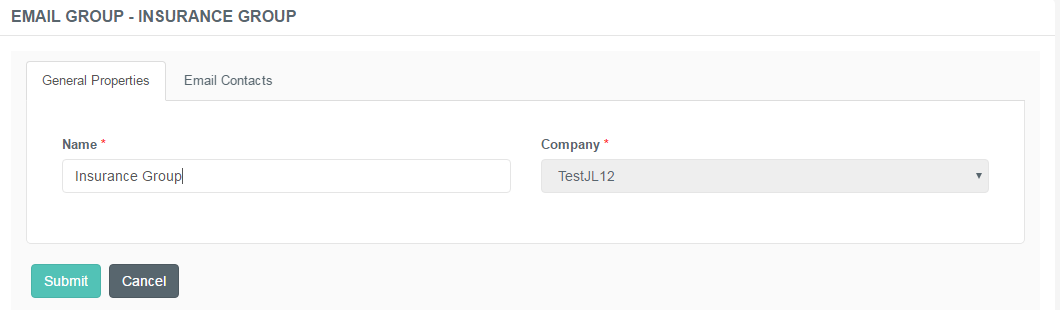 EMAIL GROUP - INSURANCE GROUP
General Properties Email Contacts
Name * Company *
Insurance Group TestJL12
Submit Cancel